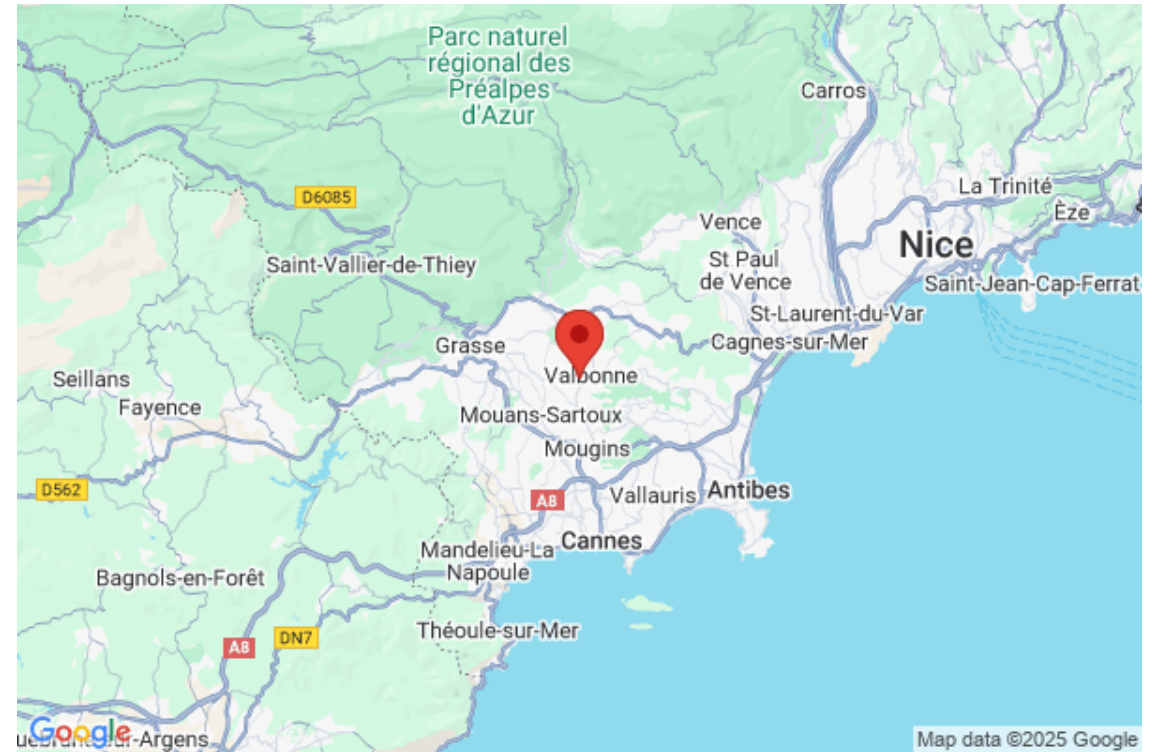 Parc naturel
régional des
Préalpes
d'Azur
Carros
La Trinité
D6085
Èze
Vence
Nice
Saint-Vallier-de-Thiey
St Paul
de Vence
Saint-Jean-Cap-Ferrat
St-Laurent-du-Var
Grasse
Cagnes-sur-Mer
Seillans
Valbonne
Fayence
Mouans-Sartoux
Mougins
D562
A8
Vallauris
Antibes
Cannes
Mandelieu-La
Napoule
Bagnols-en-Forêt
Théoule-sur-Mer
A8
DN7
Google
-Argens
Map data ©2025 Google